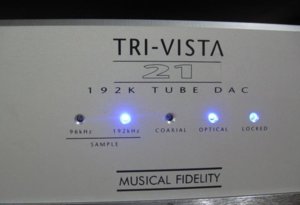 TRI-VISTA
21
192K TUBE DAC
96kHz 192kHz COAXIAL OPTICAL LOCKED
SAMPLE
MUSICAL FIDELITY